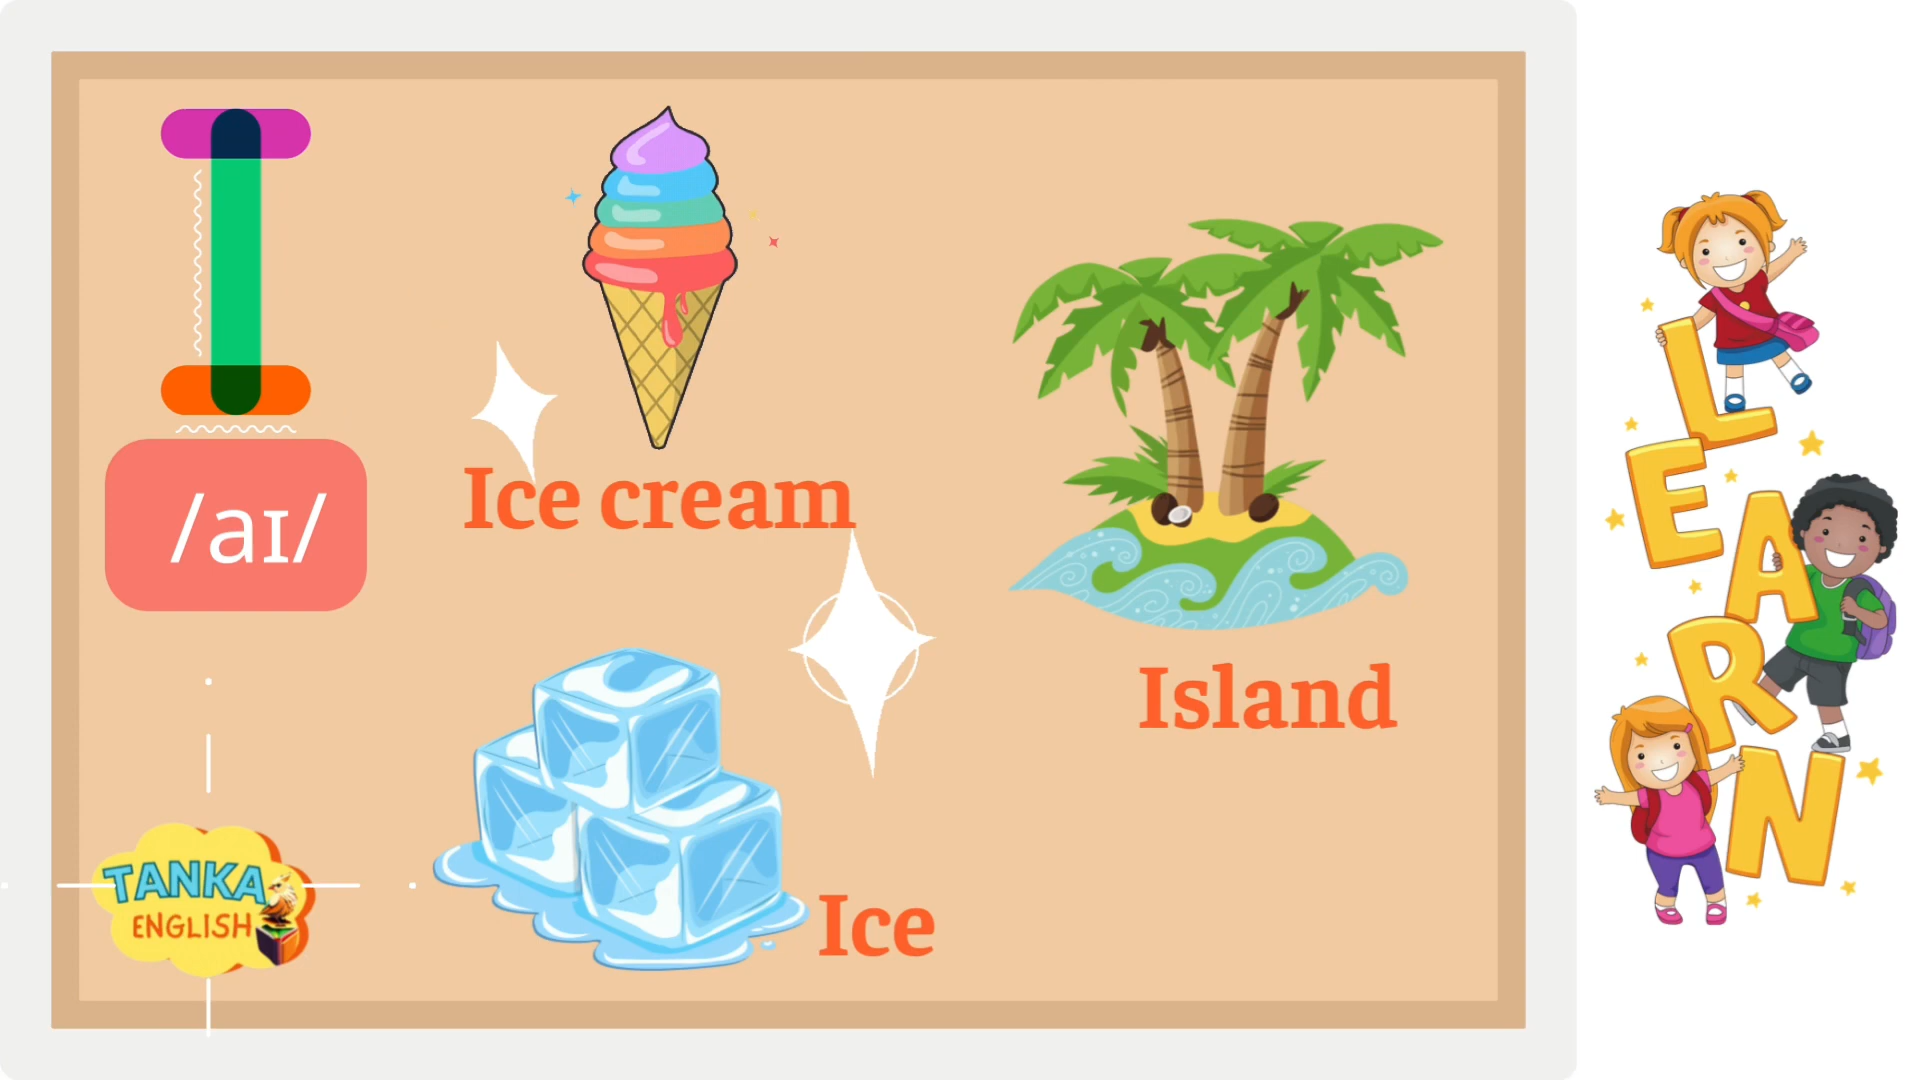 I
/aɪ/
Ice cream
Island
Ice
TANKA
ENGLISH
LEARN